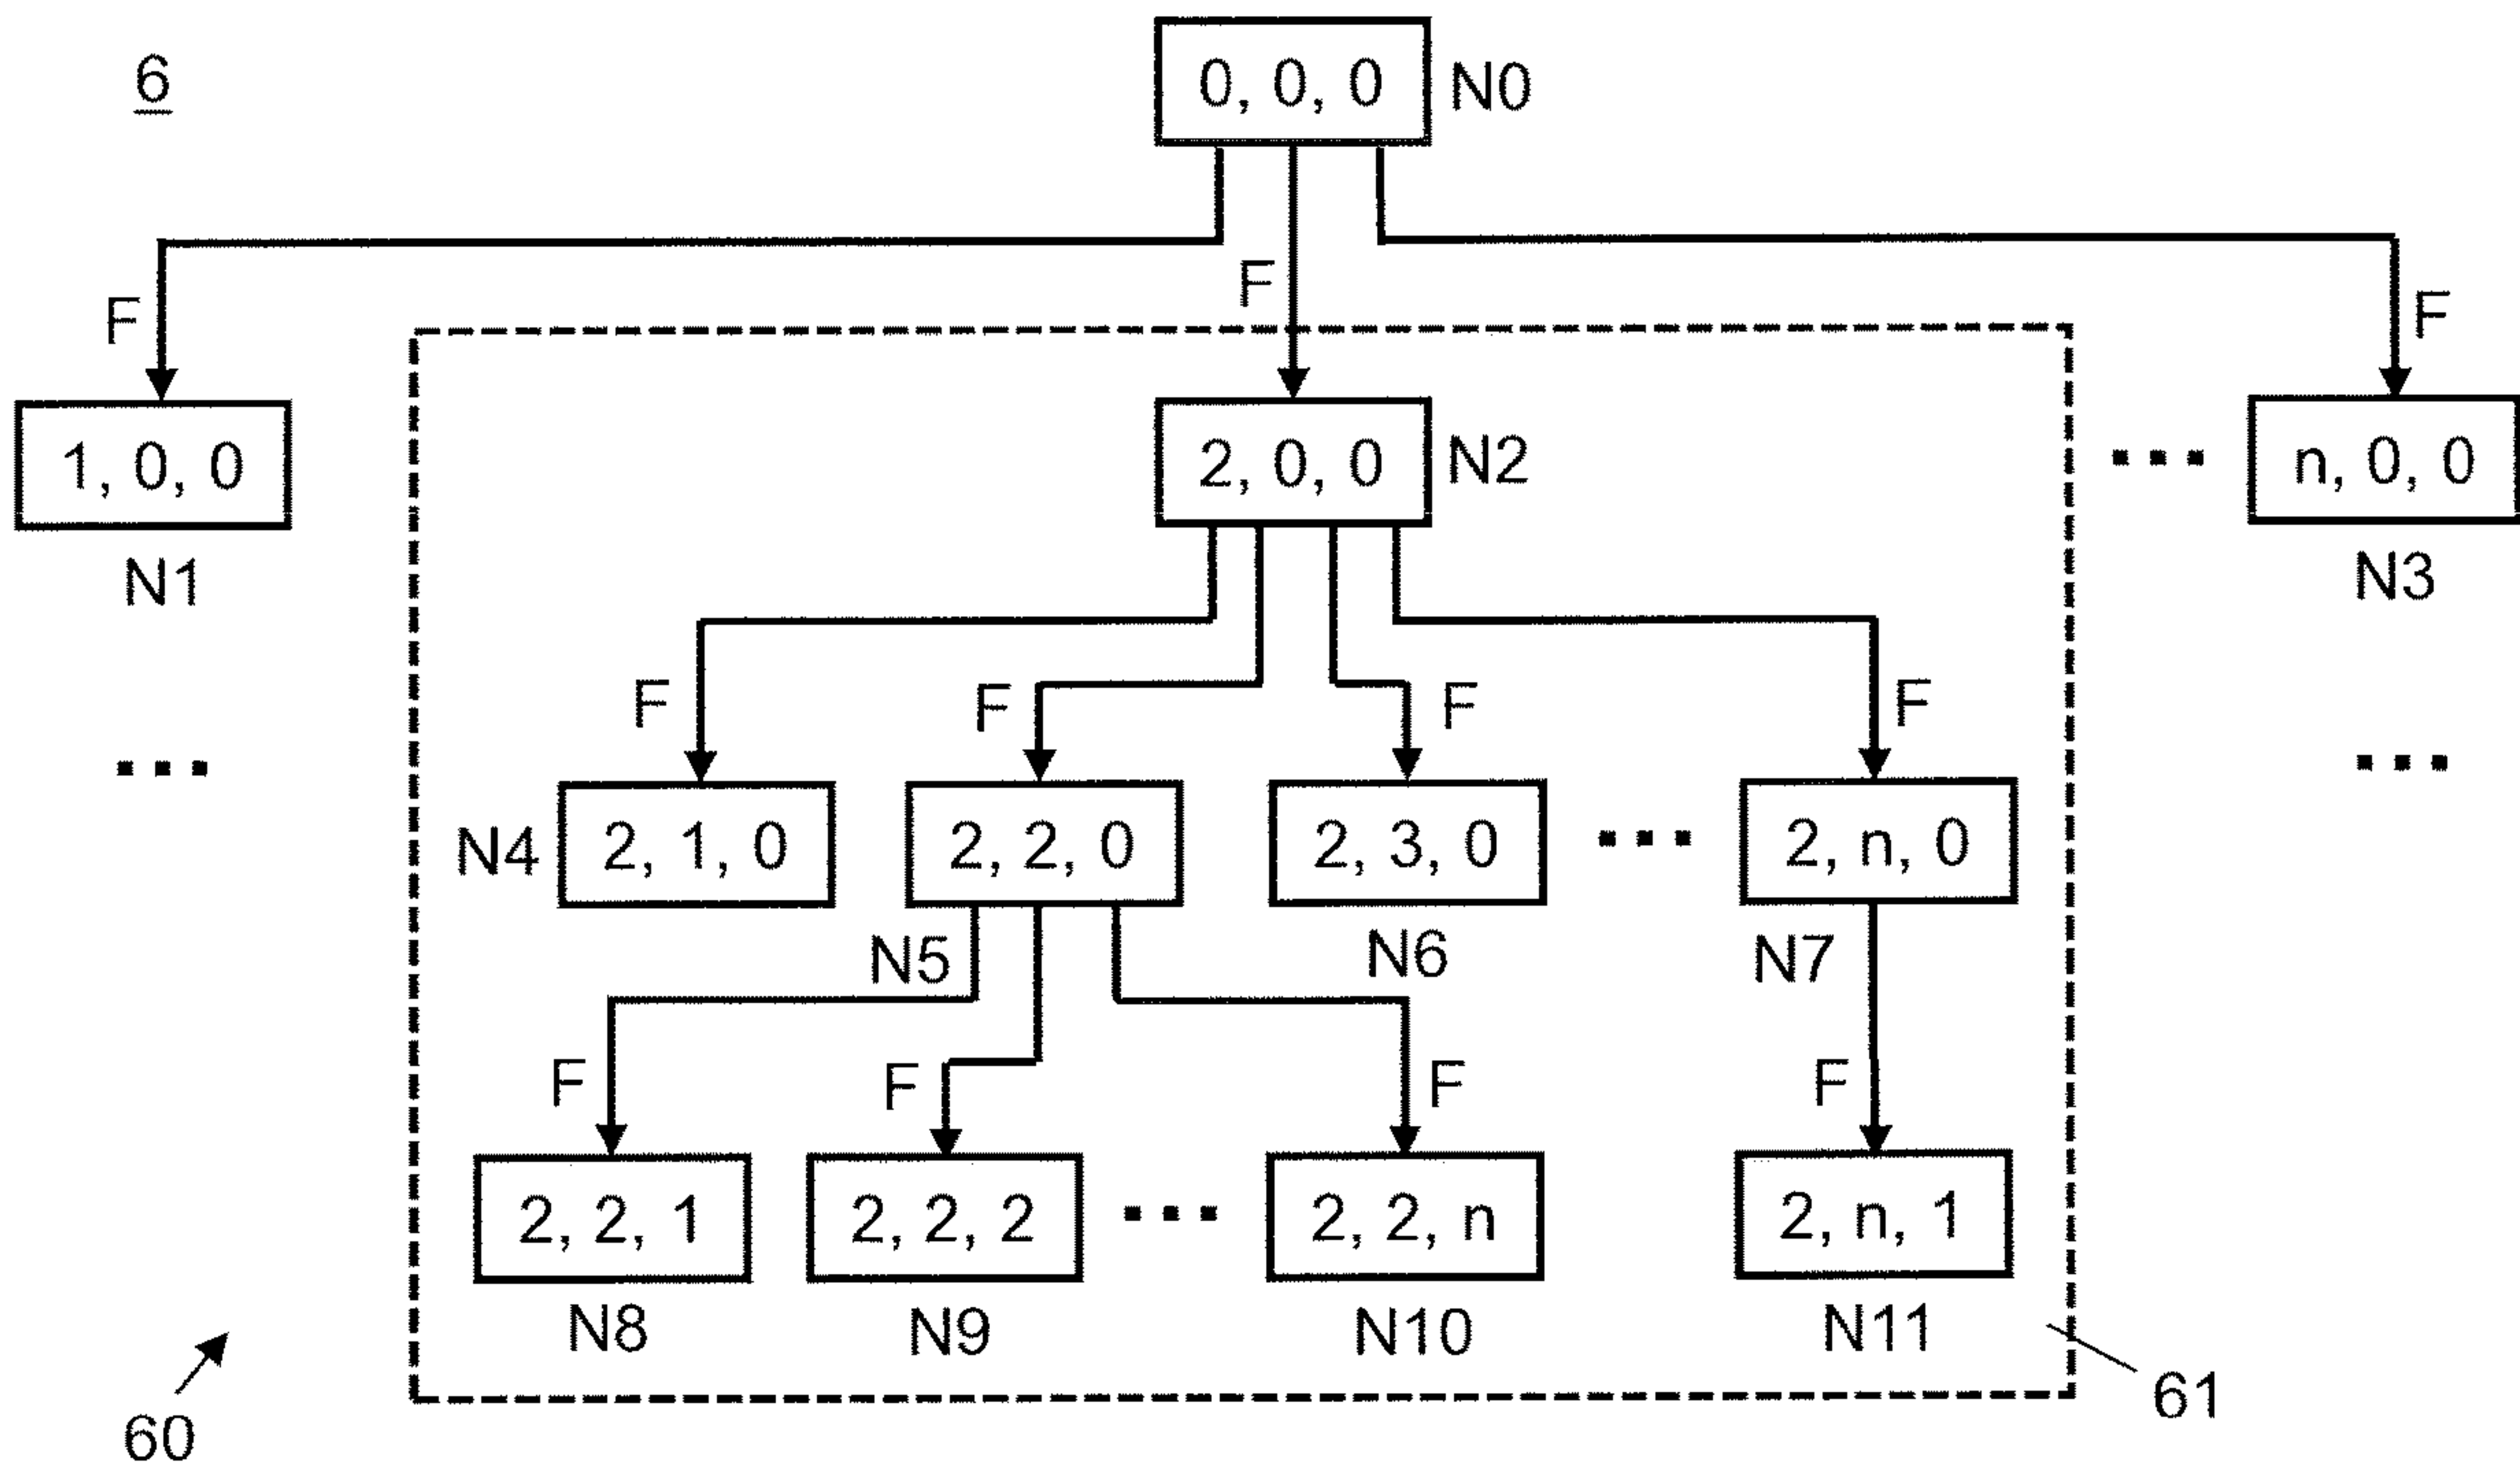 6
0, 0, 0 N0
F F F
1, 0, 0 2, 0, 0 N2 ... n, 0, 0
N1 N3
F F F F
... ...
N4 2, 1, 0 2, 2, 0 2, 3, 0 ... 2, n, 0
N5 N6 N7
F F F F
2, 2, 1 2, 2, 2 ... 2, 2, n 2, n, 1
N8 N9 N10 N11
60 61